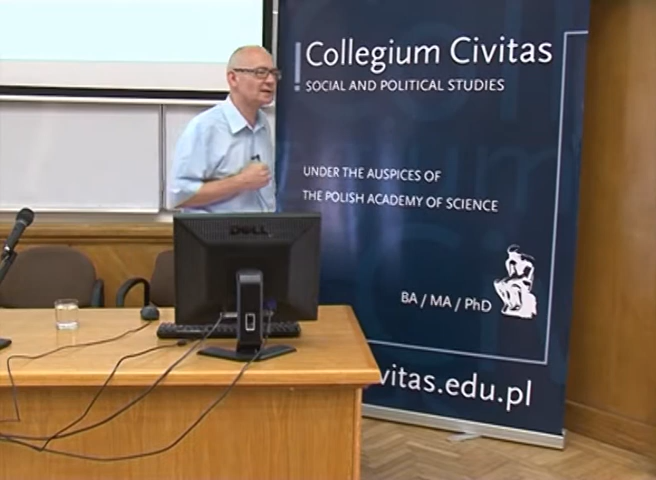 Collegium Civitas
SOCIAL AND POLITICAL STUDIES
UNDER THE AUSPICES OF
THE POLISH ACADEMY OF SCIENCE
DELL
BA / MA / PhD
vitas.edu.pl